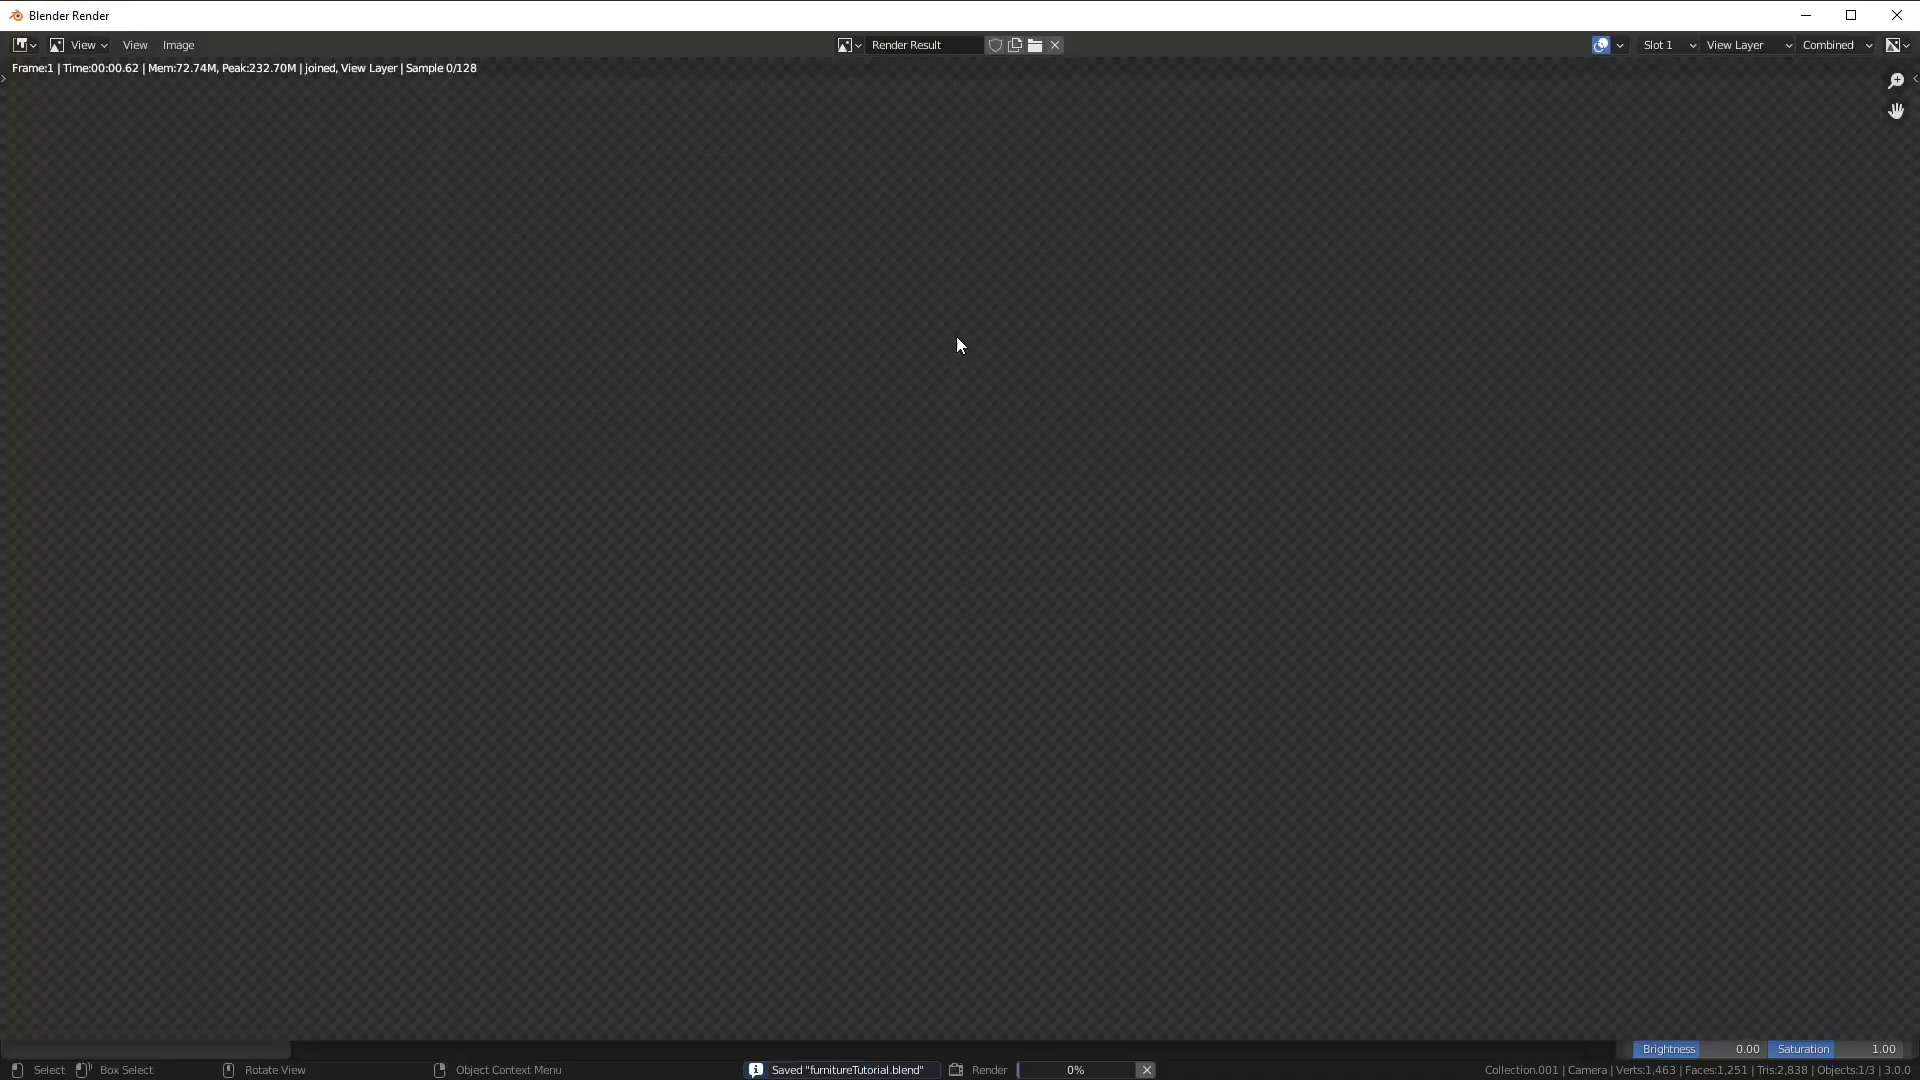 Blender Render
View View Image Render Result Slot 1 View Layer Combined
Frame:1 | Time:00:00.62 | Mem:72.74M, Peak:232.70M | joined, View Layer | Sample 0/128
Brightness 0.00 Saturation 1.00
Select Box Select Rotate View Object Context Menu Saved "furnitureTutorial.blend" Render 0% Collection.001 | Camera | Verts:1,463 | Faces:1,251 | Tris:2,838 | Objects:1/3 | 3.0.0